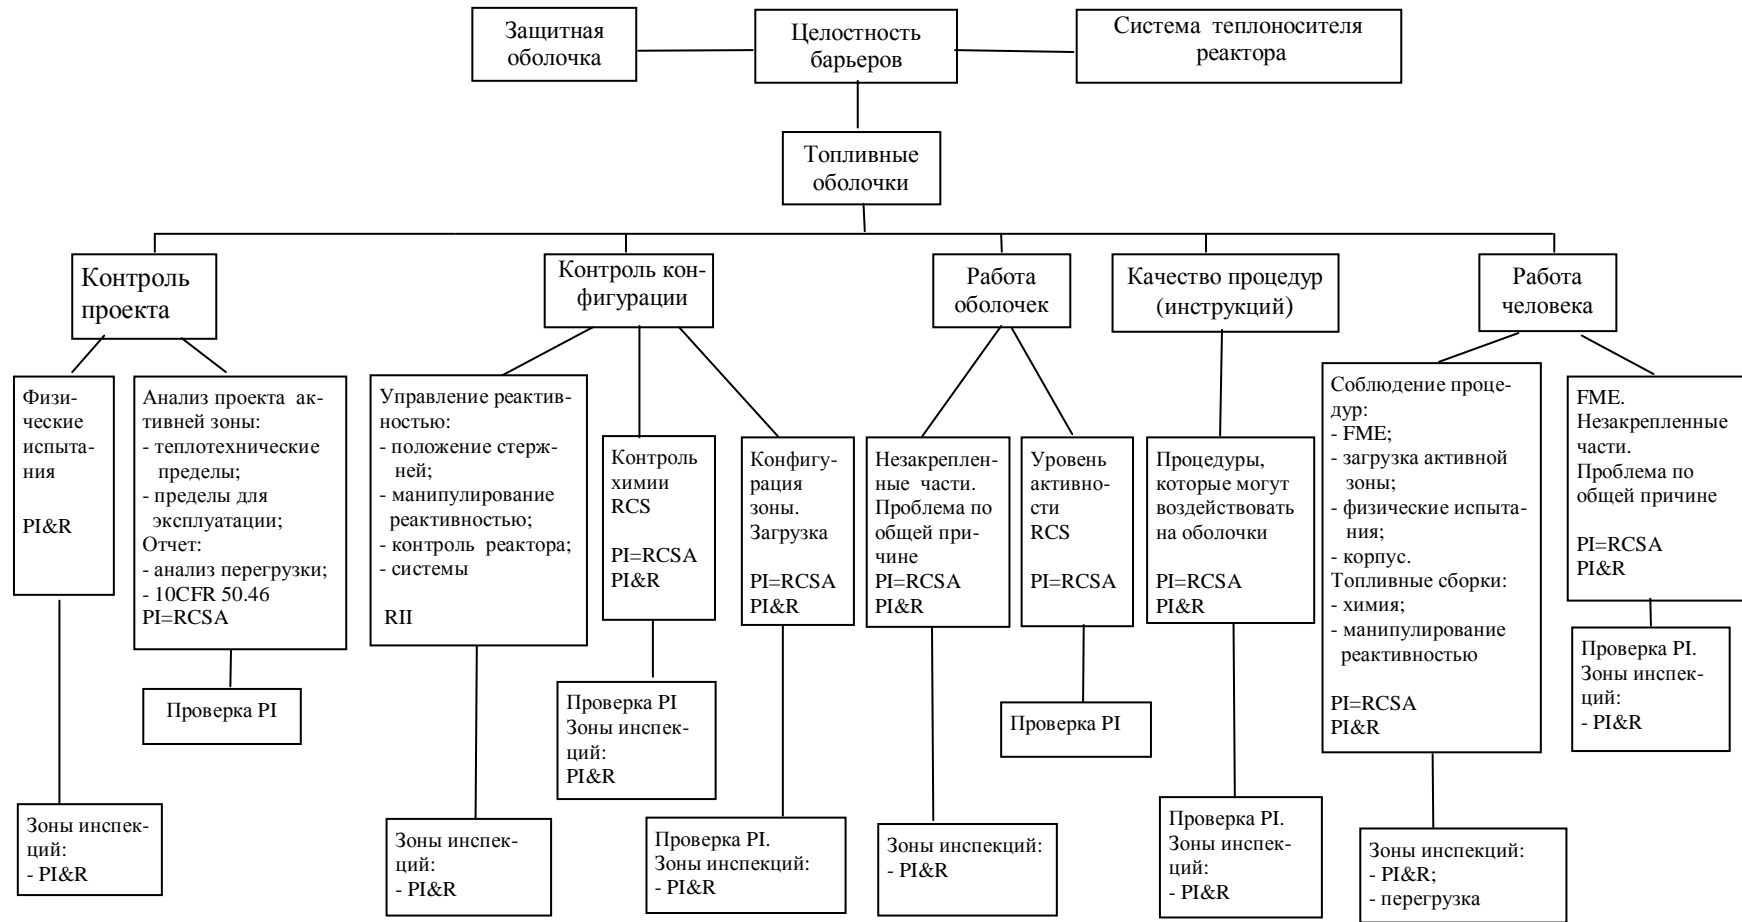 Защитная
оболочка
Целостность
барьеров
Система теплоносителя
реактора
Топливные
оболочки
Контроль
проекта
Контроль кон-
фигурации
Работа
оболочек
Качество процедур
(инструкций)
Работа
человека
Физи-
ческие
испыта-
ния
PI&R
Анализ проекта ак-
тивней зоны:
- теплотехнические
пределы;
- пределы для
эксплуатации;
Отчет:
- анализ перегрузки;
- 10CFR 50.46
PI=RCSA
Управление реактив-
ностью:
- положение стерж-
ней;
- манипулирование
реактивностью;
- контроль реактора;
- системы
RII
Контроль
химии
RCS
PI=RCSA
PI&R
Конфигу-
рация
зоны.
Загрузка
PI=RCSA
PI&R
Незакреплен-
ные части.
Проблема по
общей при-
чине
PI=RCSA
PI&R
Уровень
активно-
сти
RCS
PI=RCSA
Процедуры,
которые могут
воздействовать
на оболочки
PI=RCSA
PI&R
Соблюдение проце-
дур:
- FME;
- загрузка активной
зоны;
- физические испыта-
ния;
- корпус.
Топливные сборки:
- химия;
- манипулирование
реактивностью
PI=RCSA
PI&R
FME.
Незакрепленные
части.
Проблема по
общей причине
PI=RCSA
PI&R
Зоны инспек-
ций:
- PI&R
Проверка PI
Зоны инспек-
ций:
- PI&R
Проверка PI
Зоны инспек-
ций:
PI&R
Проверка PI.
Зоны инспекций:
- PI&R
Зоны инспекций:
- PI&R
Проверка PI
Проверка PI.
Зоны инспек-
ций:
- PI&R
Зоны инспекций:
- PI&R;
- перегрузка
Проверка PI.
Зоны инспек-
ций:
- PI&R